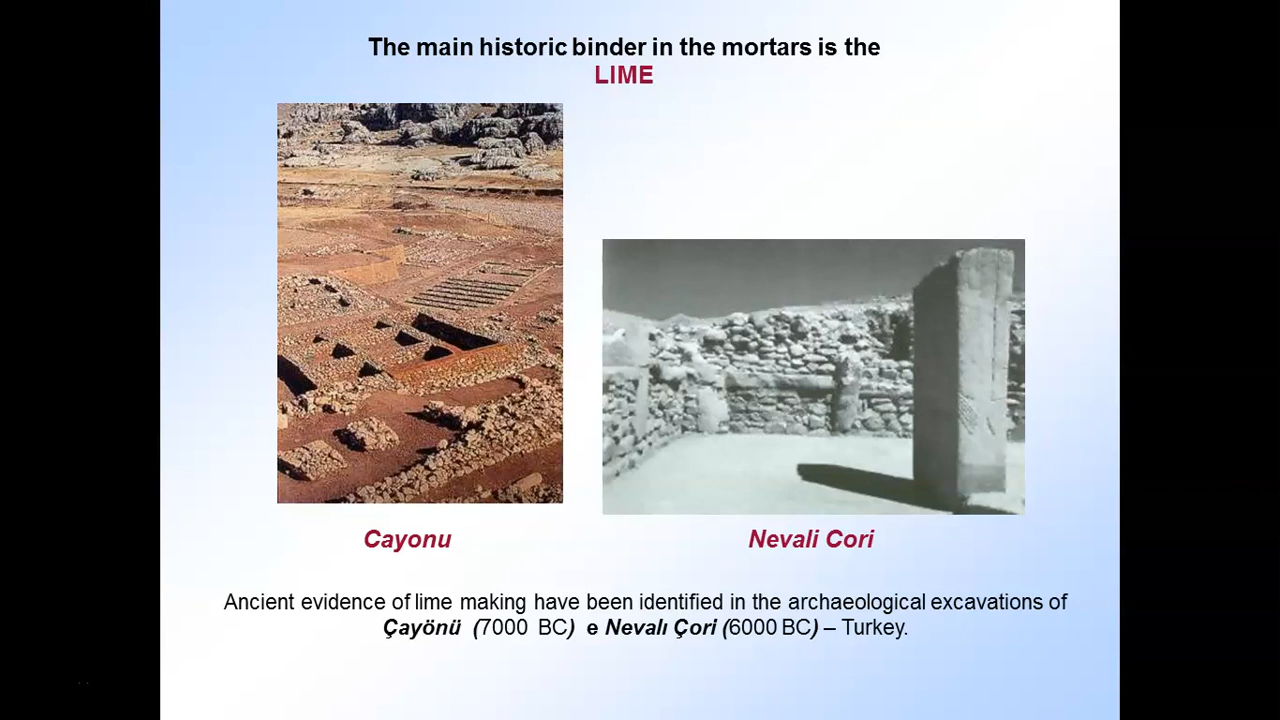 The main historic binder in the mortars is the
LIME
Cayonu
Nevali Cori
Ancient evidence of lime making have been identified in the archaeological excavations of
Çayönü (7000 BC) e Nevalı Çori (6000 BC) – Turkey.